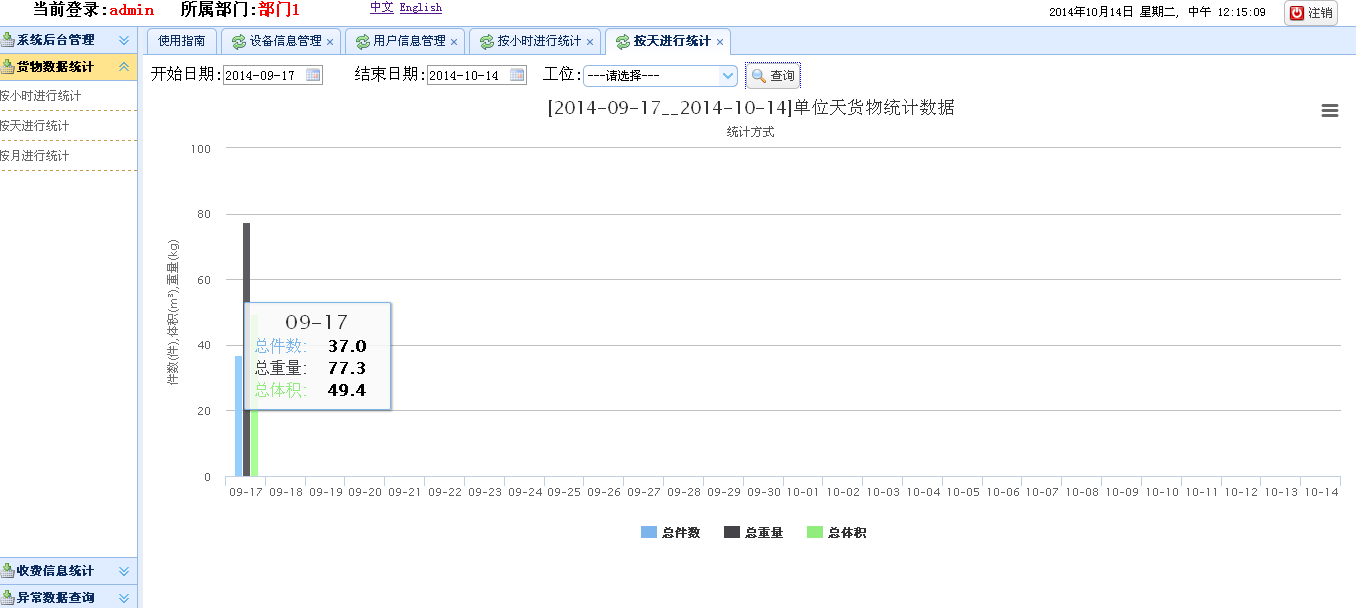 当前登录:admin 所属部门:部门1 中文 English 2014年10月14日 星期二, 中午 12:15:09 注销
系统后台管理
货物数据统计
按小时进行统计
按天进行统计
按月进行统计
收费信息统计
异常数据查询
使用指南 设备信息管理 × 用户信息管理 × 按小时进行统计 × 按天进行统计 ×
开始日期: 2014-09-17 结束日期: 2014-10-14 工位: ---请选择--- 查询
[2014-09-17__2014-10-14]单位天货物统计数据
统计方式
件数(件),体积(m³),重量(kg)
100
80
60
40
20
0
09-17
总件数: 37.0
总重量: 77.3
总体积: 49.4
09-17 09-18 09-19 09-20 09-21 09-22 09-23 09-24 09-25 09-26 09-27 09-28 09-29 09-30 10-01 10-02 10-03 10-04 10-05 10-06 10-07 10-08 10-09 10-10 10-11 10-12 10-13 10-14
总件数 总重量 总体积